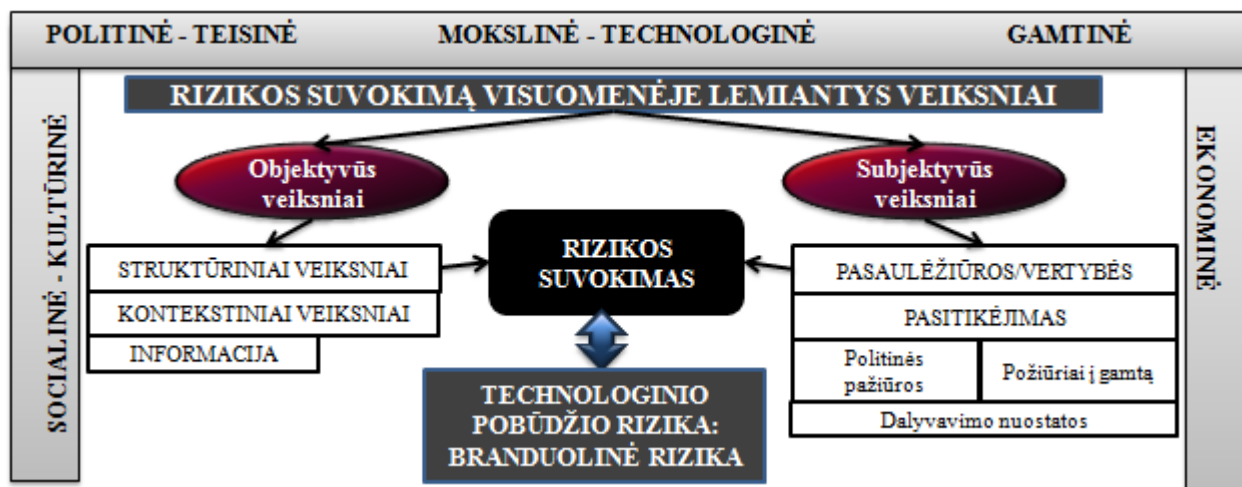 POLITINĖ - TEISINĖ MOKSLINĖ - TECHNOLOGINĖ GAMTINĖ
SOCIALINĖ - KULTŪRINĖ
RIZIKOS SUVOKIMĄ VISUOMENĖJE LEMIANTYS VEIKSNIAI
Objektyvūs
veiksniai
STRUKTŪRINIAI VEIKSNIAI
KONTEKSTINIAI VEIKSNIAI
INFORMACIJA
RIZIKOS
SUVOKIMAS
TECHNOLOGINIO
POBŪDŽIO RIZIKA:
BRANDUOLINĖ RIZIKA
Subjektyvūs
veiksniai
PASAULĖŽIŪROS/VERTYBĖS
PASITIKĖJIMAS
Politinės
pažiūros
Požiūriai į gamtą
Dalyvavimo nuostatos
EKONOMINĖ